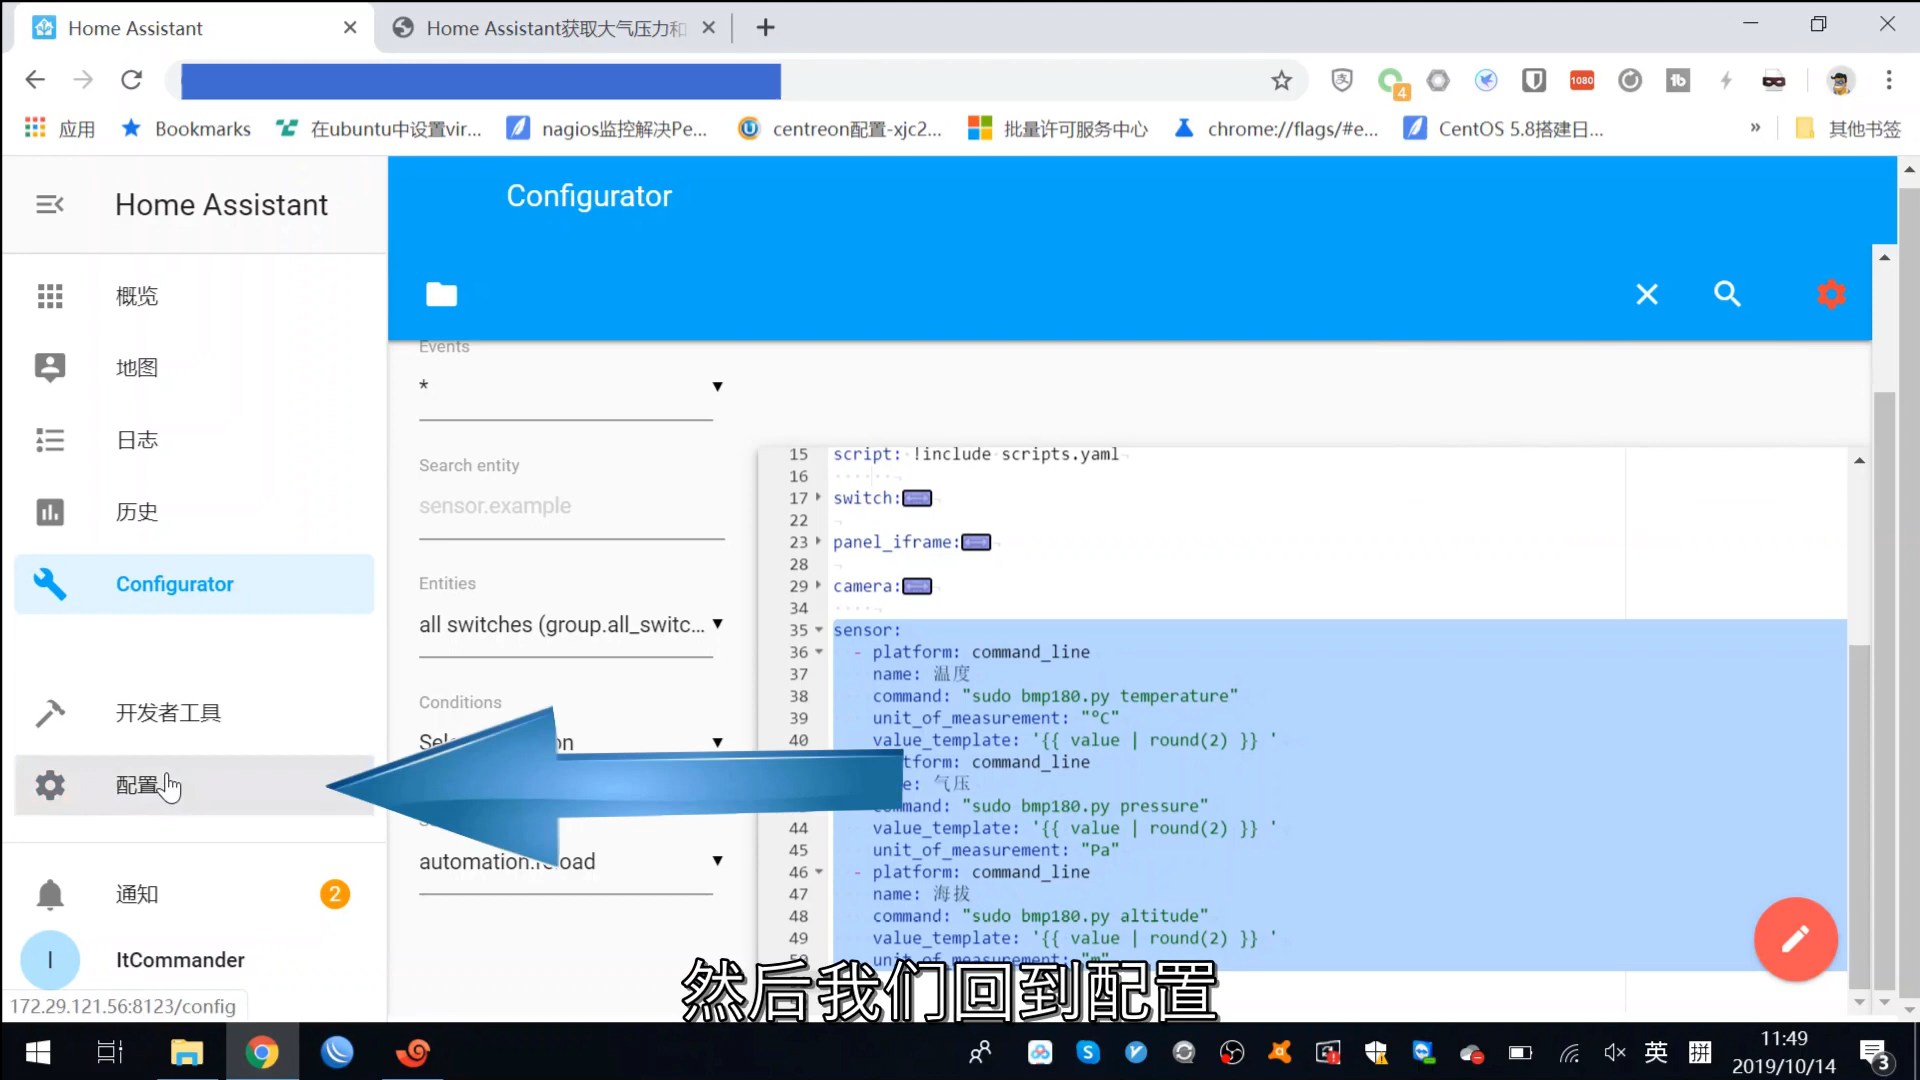 Home Assistant
Home Assistant获取大气压力和
4
1080
tb
应用
Bookmarks
在ubuntu中设置vir...
nagios监控解决Pe...
centreon配置-xjc2...
批量许可服务中心
chrome://flags/#e...
CentOS 5.8搭建日...
»
其他书签
Home Assistant
Configurator
概览
地图
日志
历史
Configurator
开发者工具
配置
通知
2
I
ItCommander
172.29.121.56:8123/config
Events
*
Search entity
sensor.example
Entities
all switches (group.all_switc...
Conditions
automation.reload
15 script: !include scripts.yaml
16
17 switch:
22
23 panel_iframe:
28
29 camera:
34
35 sensor:
36 - platform: command_line
37 name: 温度
38 command: "sudo bmp180.py temperature"
39 unit_of_measurement: "°C"
40 value_template: '{{ value | round(2) }} '
command_line
气压
"sudo bmp180.py pressure"
44 value_template: '{{ value | round(2) }} '
45 unit_of_measurement: "Pa"
46 - platform: command_line
47 name: 海拔
48 command: "sudo bmp180.py altitude"
49 value_template: '{{ value | round(2) }} '
然后我们回到配置
英
拼
11:49
2019/10/14
3